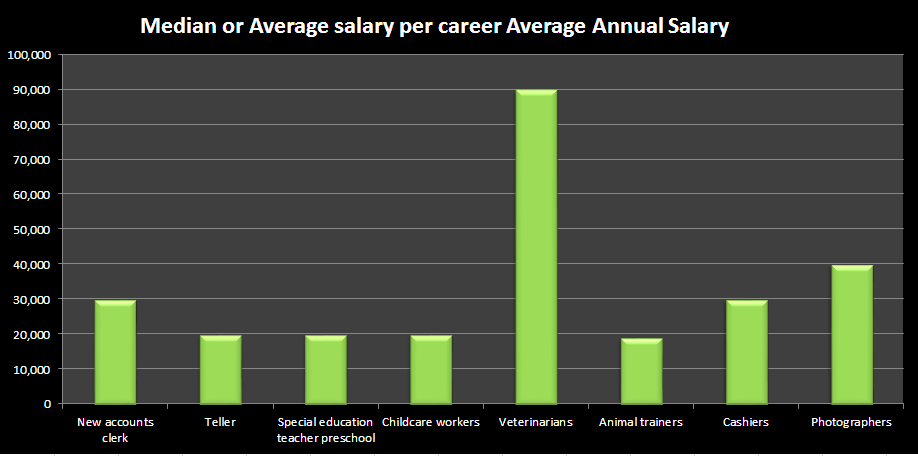 Median or Average salary per career Average Annual Salary
100,000
90,000
80,000
70,000
60,000
50,000
40,000
30,000
20,000
10,000
0
New accounts
clerk
Teller
Special education
teacher preschool
Childcare workers
Veterinarians
Animal trainers
Cashiers
Photographers